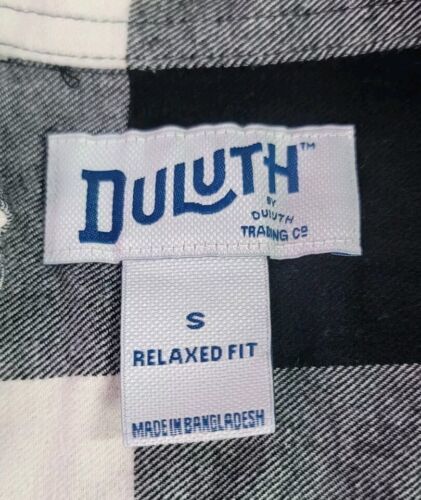 DULUTH™
BY
DULUTH
TRADING Cº
S
RELAXED FIT
MADE IN BANGLADESH